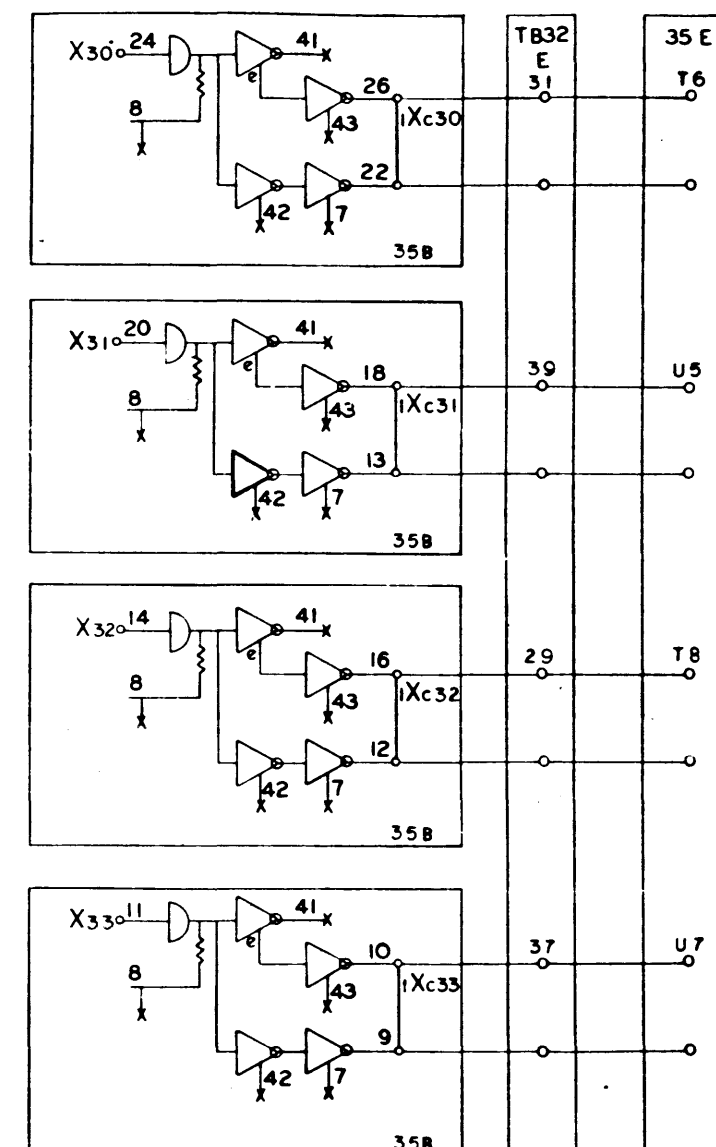 TB32 35 E
E
X30 24 41 31 T6
8 e 26 1Xc30
43
22
42 7
35B
X31 20 41
8 e 18 1Xc31 39 U5
43
13
42 7
35B
X32 14 41
8 e 16 1Xc32 29 T8
43
12
42 7
35B
X33 11 41
8 e 10 1Xc33 37 U7
43
9
42 7
35B